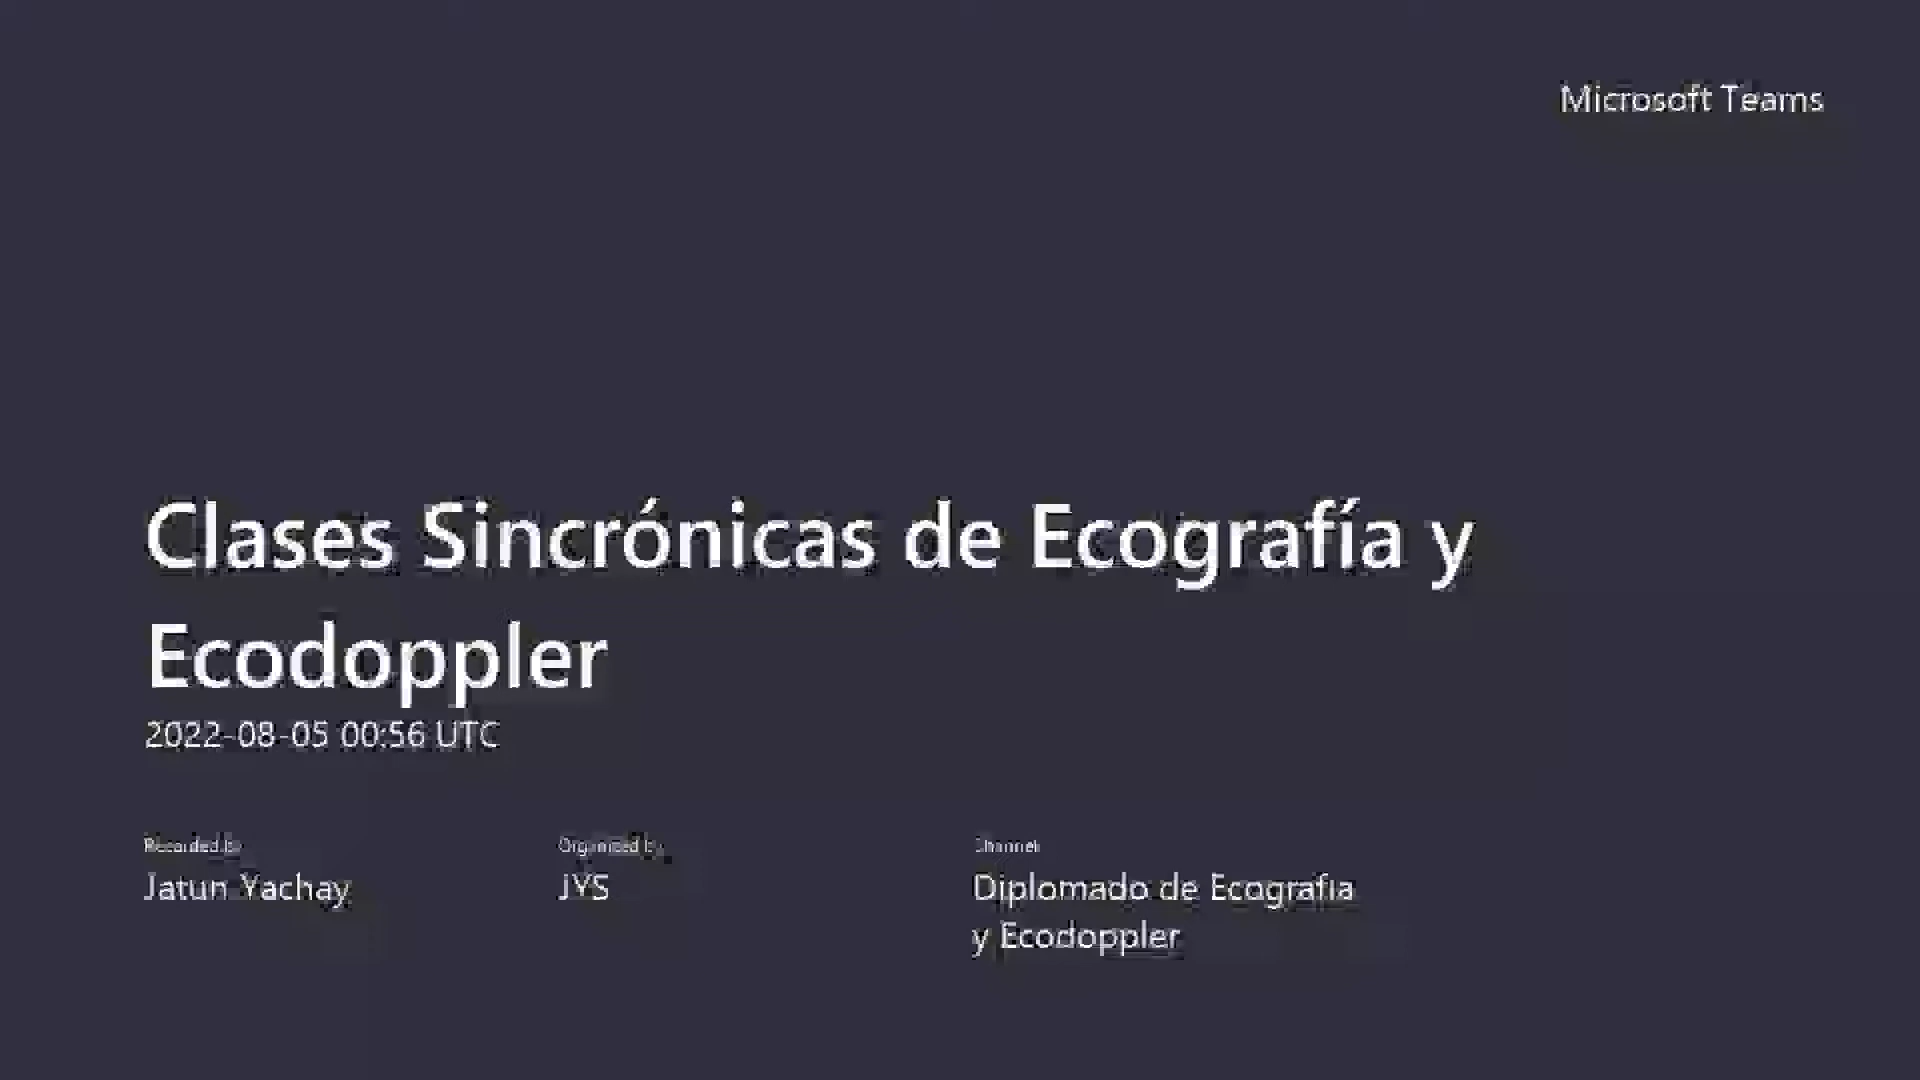 Microsoft Teams
Clases Sincrónicas de Ecografía y
Ecodoppler
2022-08-05 00:56 UTC
Recorded by
Organized by
Channel
Jatun Yachay
JYS
Diplomado de Ecografia
y Ecodoppler